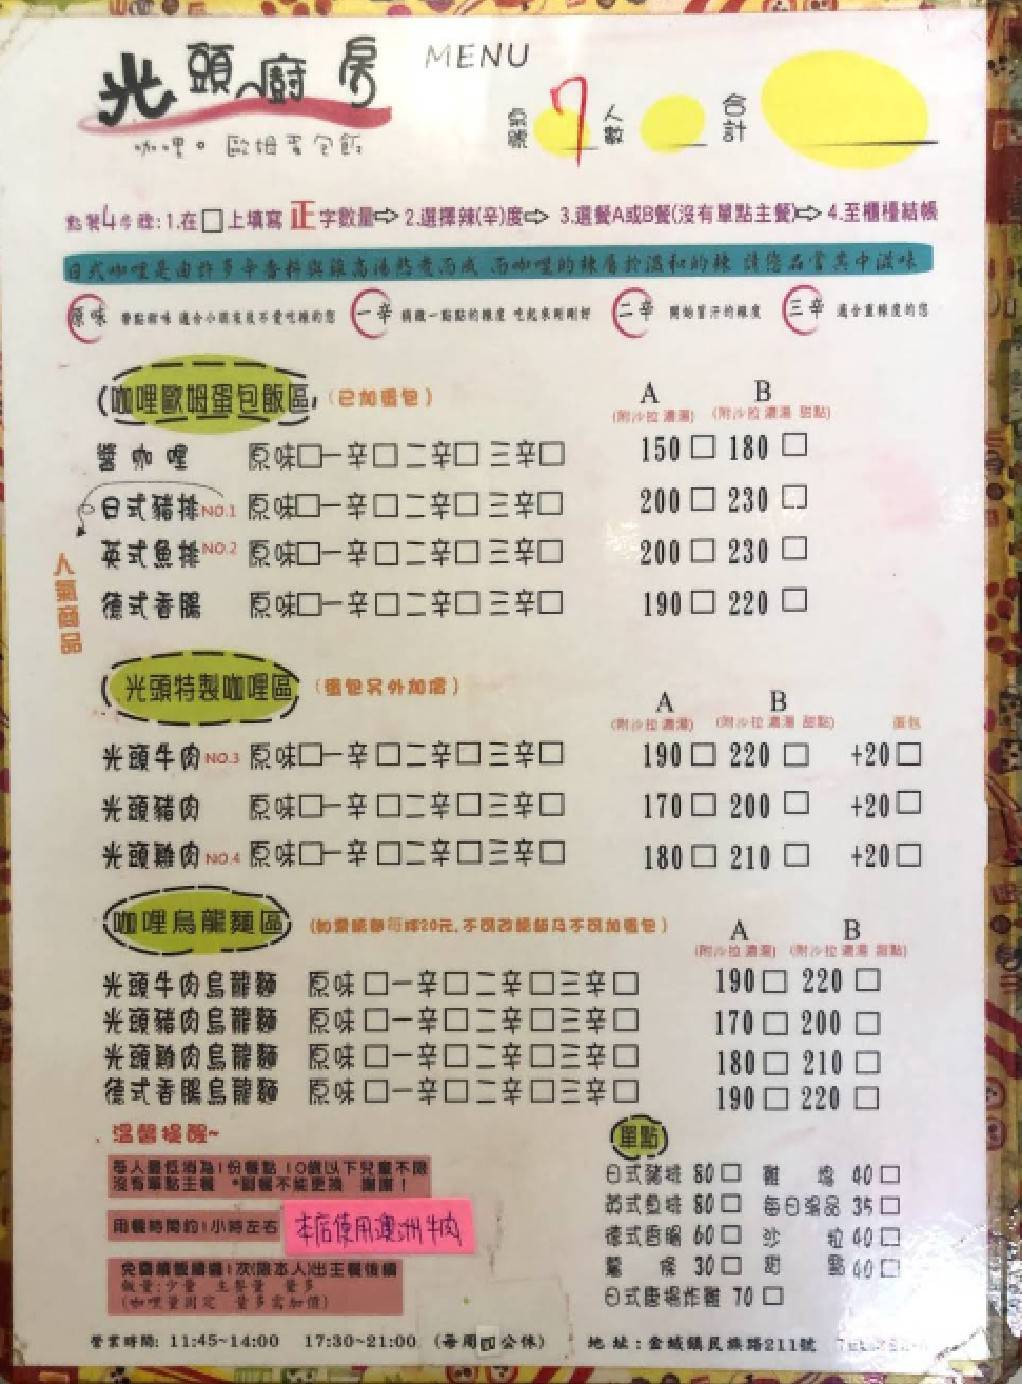 光頭廚房 MENU
桌號 7 人數 合計
咖哩。歐姆蛋包飯
點餐4步驟: 1.在□上填寫 正 字數量⇨ 2.選擇辣(辛)度⇨ 3.選餐A或B餐(沒有單點主餐)⇨ 4.至櫃檯結帳
日式咖哩是由許多辛香料與雞高湯熬煮而成 而咖哩的辣屬於溫和的辣 請您品嘗其中滋味
原味 帶點甜味 適合小朋友及不愛吃辣的您 一辛 稍微一點點的辣度 吃起來剛剛好 二辛 開始冒汗的辣度 三辛 適合重辣度的您
(咖哩歐姆蛋包飯區) (已加蛋包) A B
(附沙拉 濃湯) (附沙拉 濃湯 甜點)
醬咖哩 原味□一辛□二辛□三辛□ 150 □ 180 □
日式豬排 NO.1 原味□一辛□二辛□三辛□ 200 □ 230 □
英式魚排 NO.2 原味□一辛□二辛□三辛□ 200 □ 230 □
德式香腸 原味□一辛□二辛□三辛□ 190 □ 220 □
人氣商品
(光頭特製咖哩區) (蛋包另外加價) A B
(附沙拉 濃湯) (附沙拉 濃湯 甜點) 蛋包
光頭牛肉 NO.3 原味□一辛□二辛□三辛□ 190 □ 220 □ +20 □
光頭豬肉 原味□一辛□二辛□三辛□ 170 □ 200 □ +20 □
光頭雞肉 NO.4 原味□一辛□二辛□三辛□ 180 □ 210 □ +20 □
(咖哩烏龍麵區) (如需續麵每球20元,不可改續飯及不可加蛋包) A B
(附沙拉 濃湯) (附沙拉 濃湯 甜點)
光頭牛肉烏龍麵 原味□一辛□二辛□三辛□ 190 □ 220 □
光頭豬肉烏龍麵 原味□一辛□二辛□三辛□ 170 □ 200 □
光頭雞肉烏龍麵 原味□一辛□二辛□三辛□ 180 □ 210 □
德式香腸烏龍麵 原味□一辛□二辛□三辛□ 190 □ 220 □
溫馨提醒~
每人最低消為1份餐點 10歲以下兒童不限
沒有單點主餐 *副餐不能更換 謝謝!
用餐時間約1小時左右
本店使用澳洲牛肉
免費續飯續醬1次(限本人)出主餐後續
飯量:少量 主餐量 量多
(咖哩量固定 量多需加價)
單點
日式豬排 80 □ 雞塊 40 □
英式魚排 80 □ 每日湯品 35 □
德式香腸 60 □ 沙拉 40 □
薯條 30 □ 甜點 40 □
日式唐揚炸雞 70 □
營業時間: 11:45~14:00 17:30~21:00 (每周四公休) 地址:金城鎮民族路211號